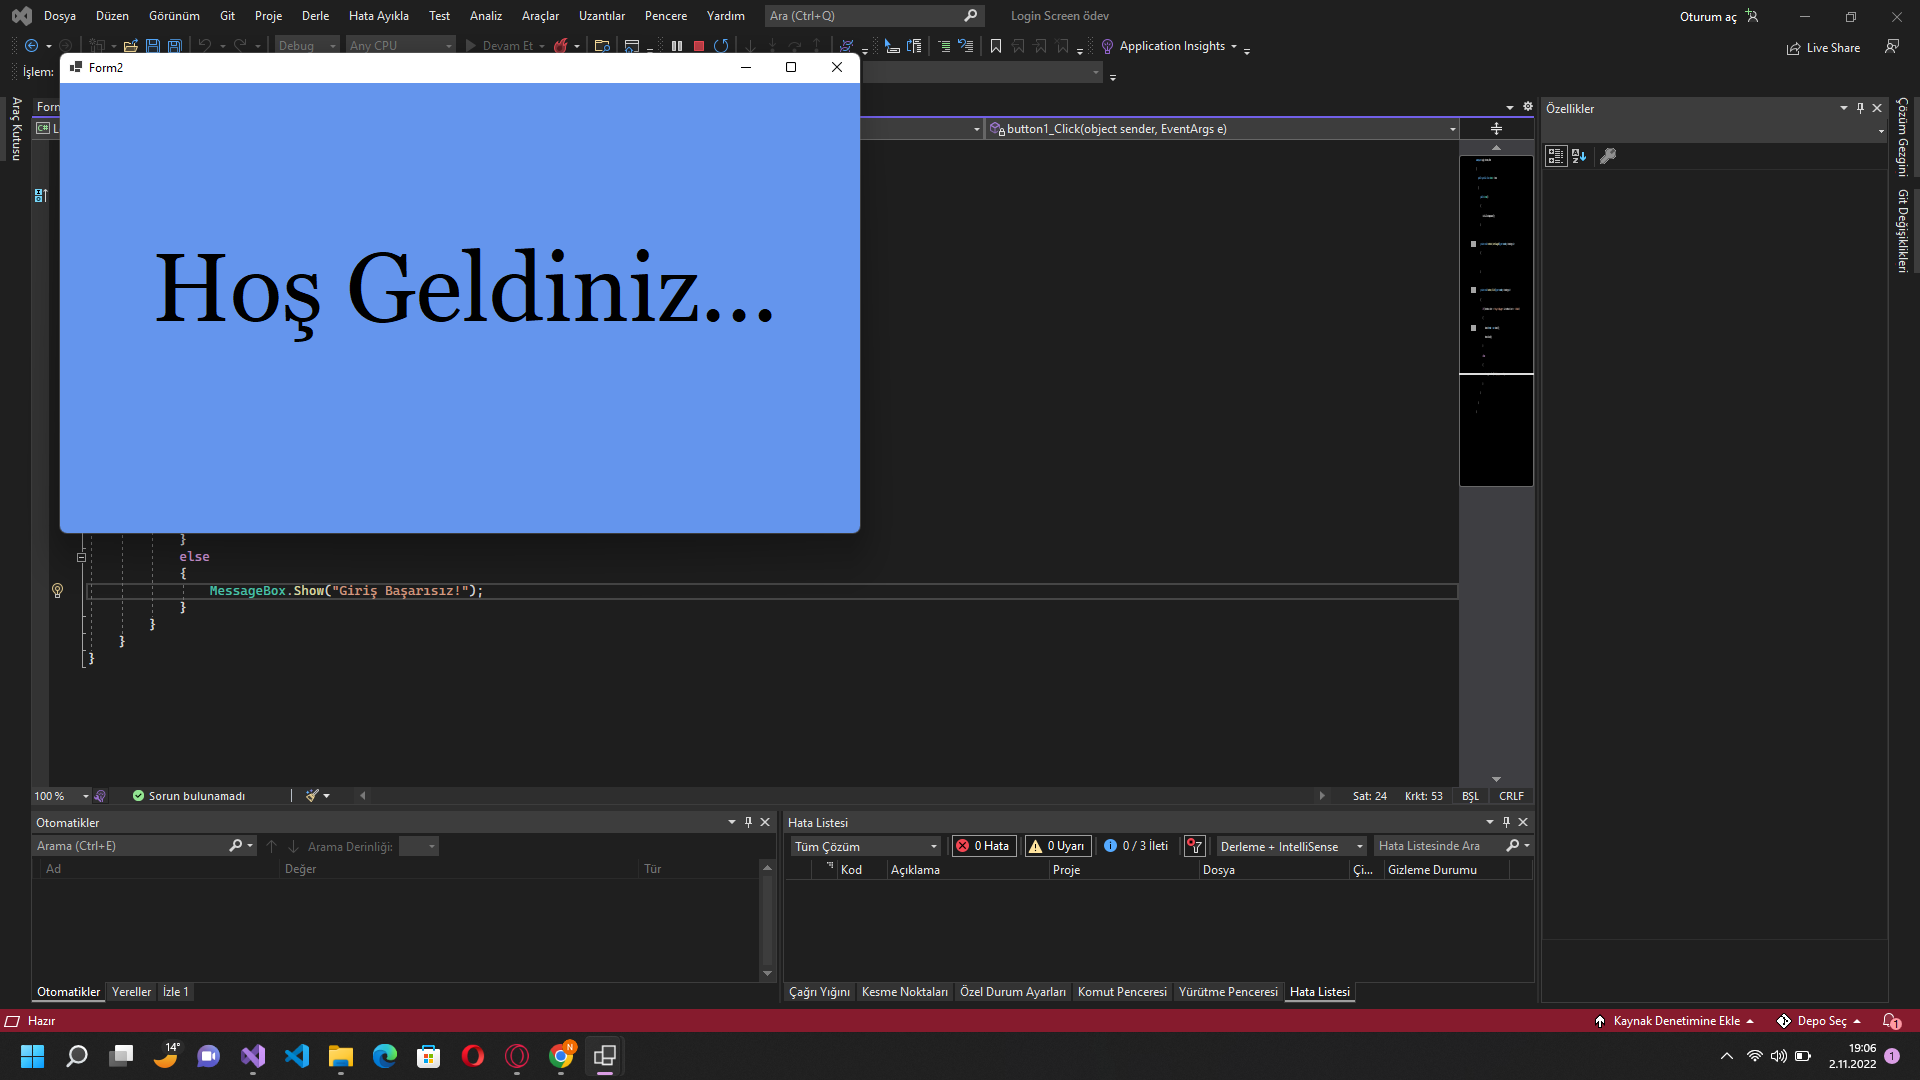 Dosya Düzen Görünüm Git Proje Derle Hata Ayıkla Test Analiz Araçlar Uzantılar Pencere Yardım Ara (Ctrl+Q) Login Screen ödev Oturum aç
Debug Any CPU Devam Et Application Insights Live Share
İşlem:
Form2
Form
Özellikler
button1_Click(object sender, EventArgs e)
Araç Kutusu
Çözüm Gezgini
Git Değişiklikleri
Hoş Geldiniz...
}
else
{
MessageBox.Show("Giriş Başarısız!");
}
}
}
}
100 % Sorun bulunamadı Sat: 24 Krkt: 53 BŞL CRLF
Otomatikler
Arama (Ctrl+E) Arama Derinliği:
Ad Değer Tür
Hata Listesi
Tüm Çözüm 0 Hata 0 Uyarı 0 / 3 İleti Derleme + IntelliSense Hata Listesinde Ara
Kod Açıklama Proje Dosya Çi... Gizleme Durumu
Otomatikler Yereller İzle 1
Çağrı Yığını Kesme Noktaları Özel Durum Ayarları Komut Penceresi Yürütme Penceresi Hata Listesi
Hazır Kaynak Denetimine Ekle Depo Seç 1
14° N 19:06
2.11.2022 1